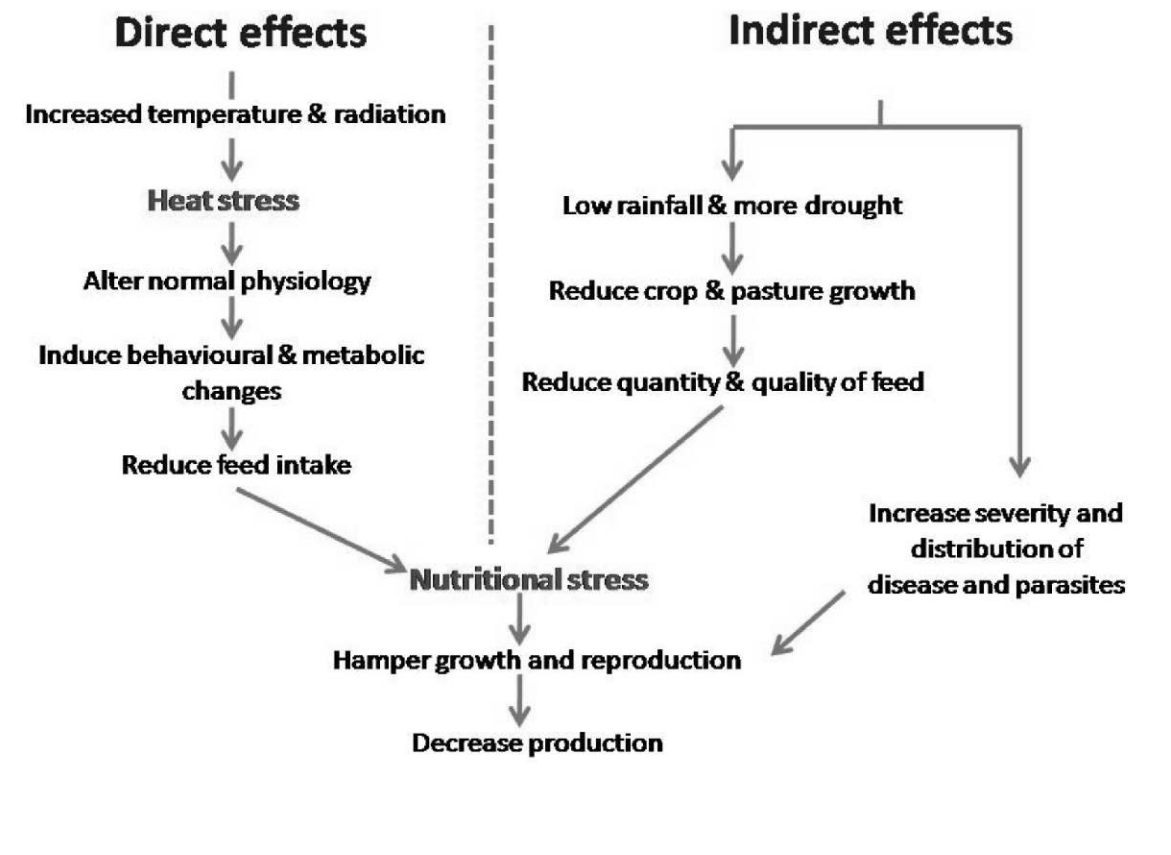 Direct effects
Increased temperature & radiation
Heat stress
Alter normal physiology
Induce behavioural & metabolic
changes
Reduce feed intake
Indirect effects
Low rainfall & more drought
Reduce crop & pasture growth
Reduce quantity & quality of feed
Increase severity and
distribution of
disease and parasites
Nutritional stress
Hamper growth and reproduction
Decrease production